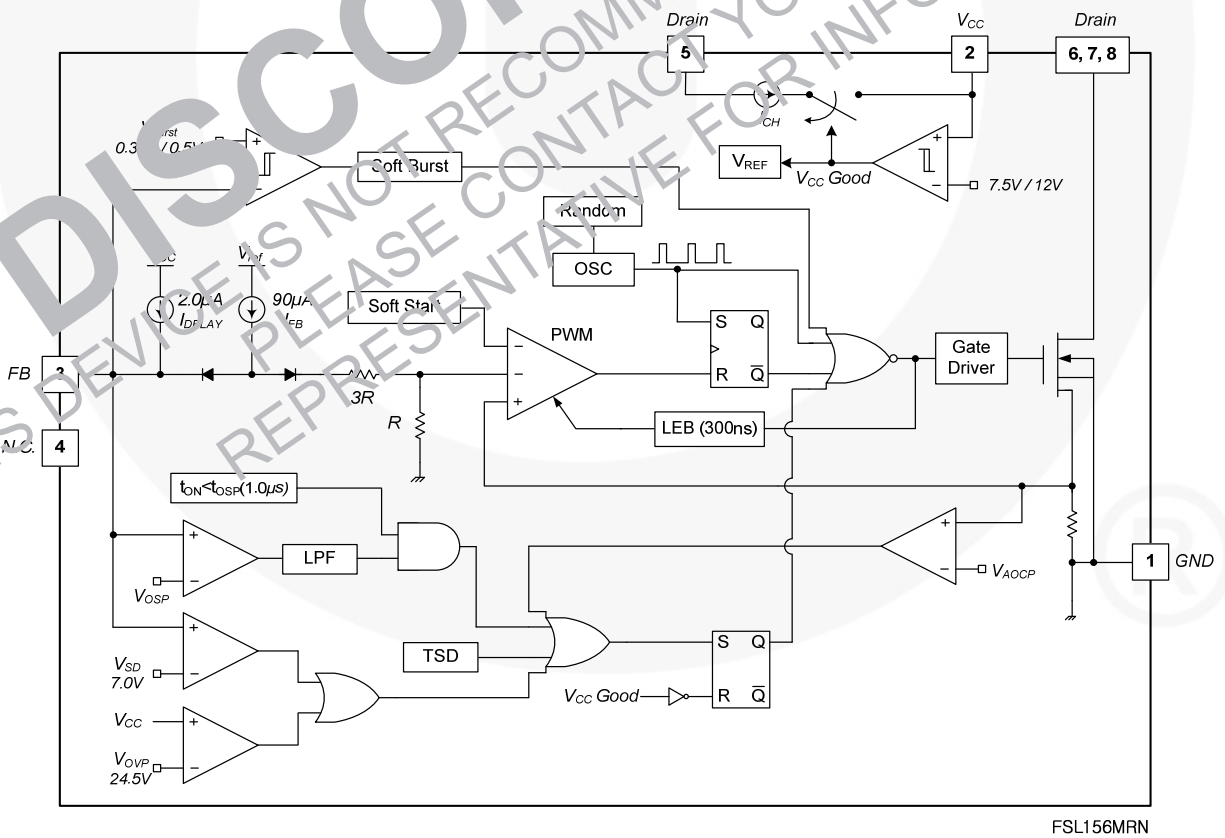 Drain
VCC
Drain
5
2
6, 7, 8
DISCO
THIS DEVICE IS NOT RECOMM
PLEASE CONTACT YO
REPRESENTATIVE FOR INFO
+
−
Soft Burst
VREF
VCC Good
+
−
7.5V / 12V
Random
OSC
2.0µA
IDELAY
90µA
IFB
Soft Start
PWM
−
−
+
S Q
R Q
Gate
Driver
FB
3
3R
R
LEB (300ns)
N.C.
4
tON<tOSP(1.0µs)
+
−
LPF
VOSP
+
−
VAOCP
1
GND
+
−
VSD
7.0V
TSD
S Q
R Q
VCC Good
VCC
+
−
VOVP
24.5V
®
FSL156MRN